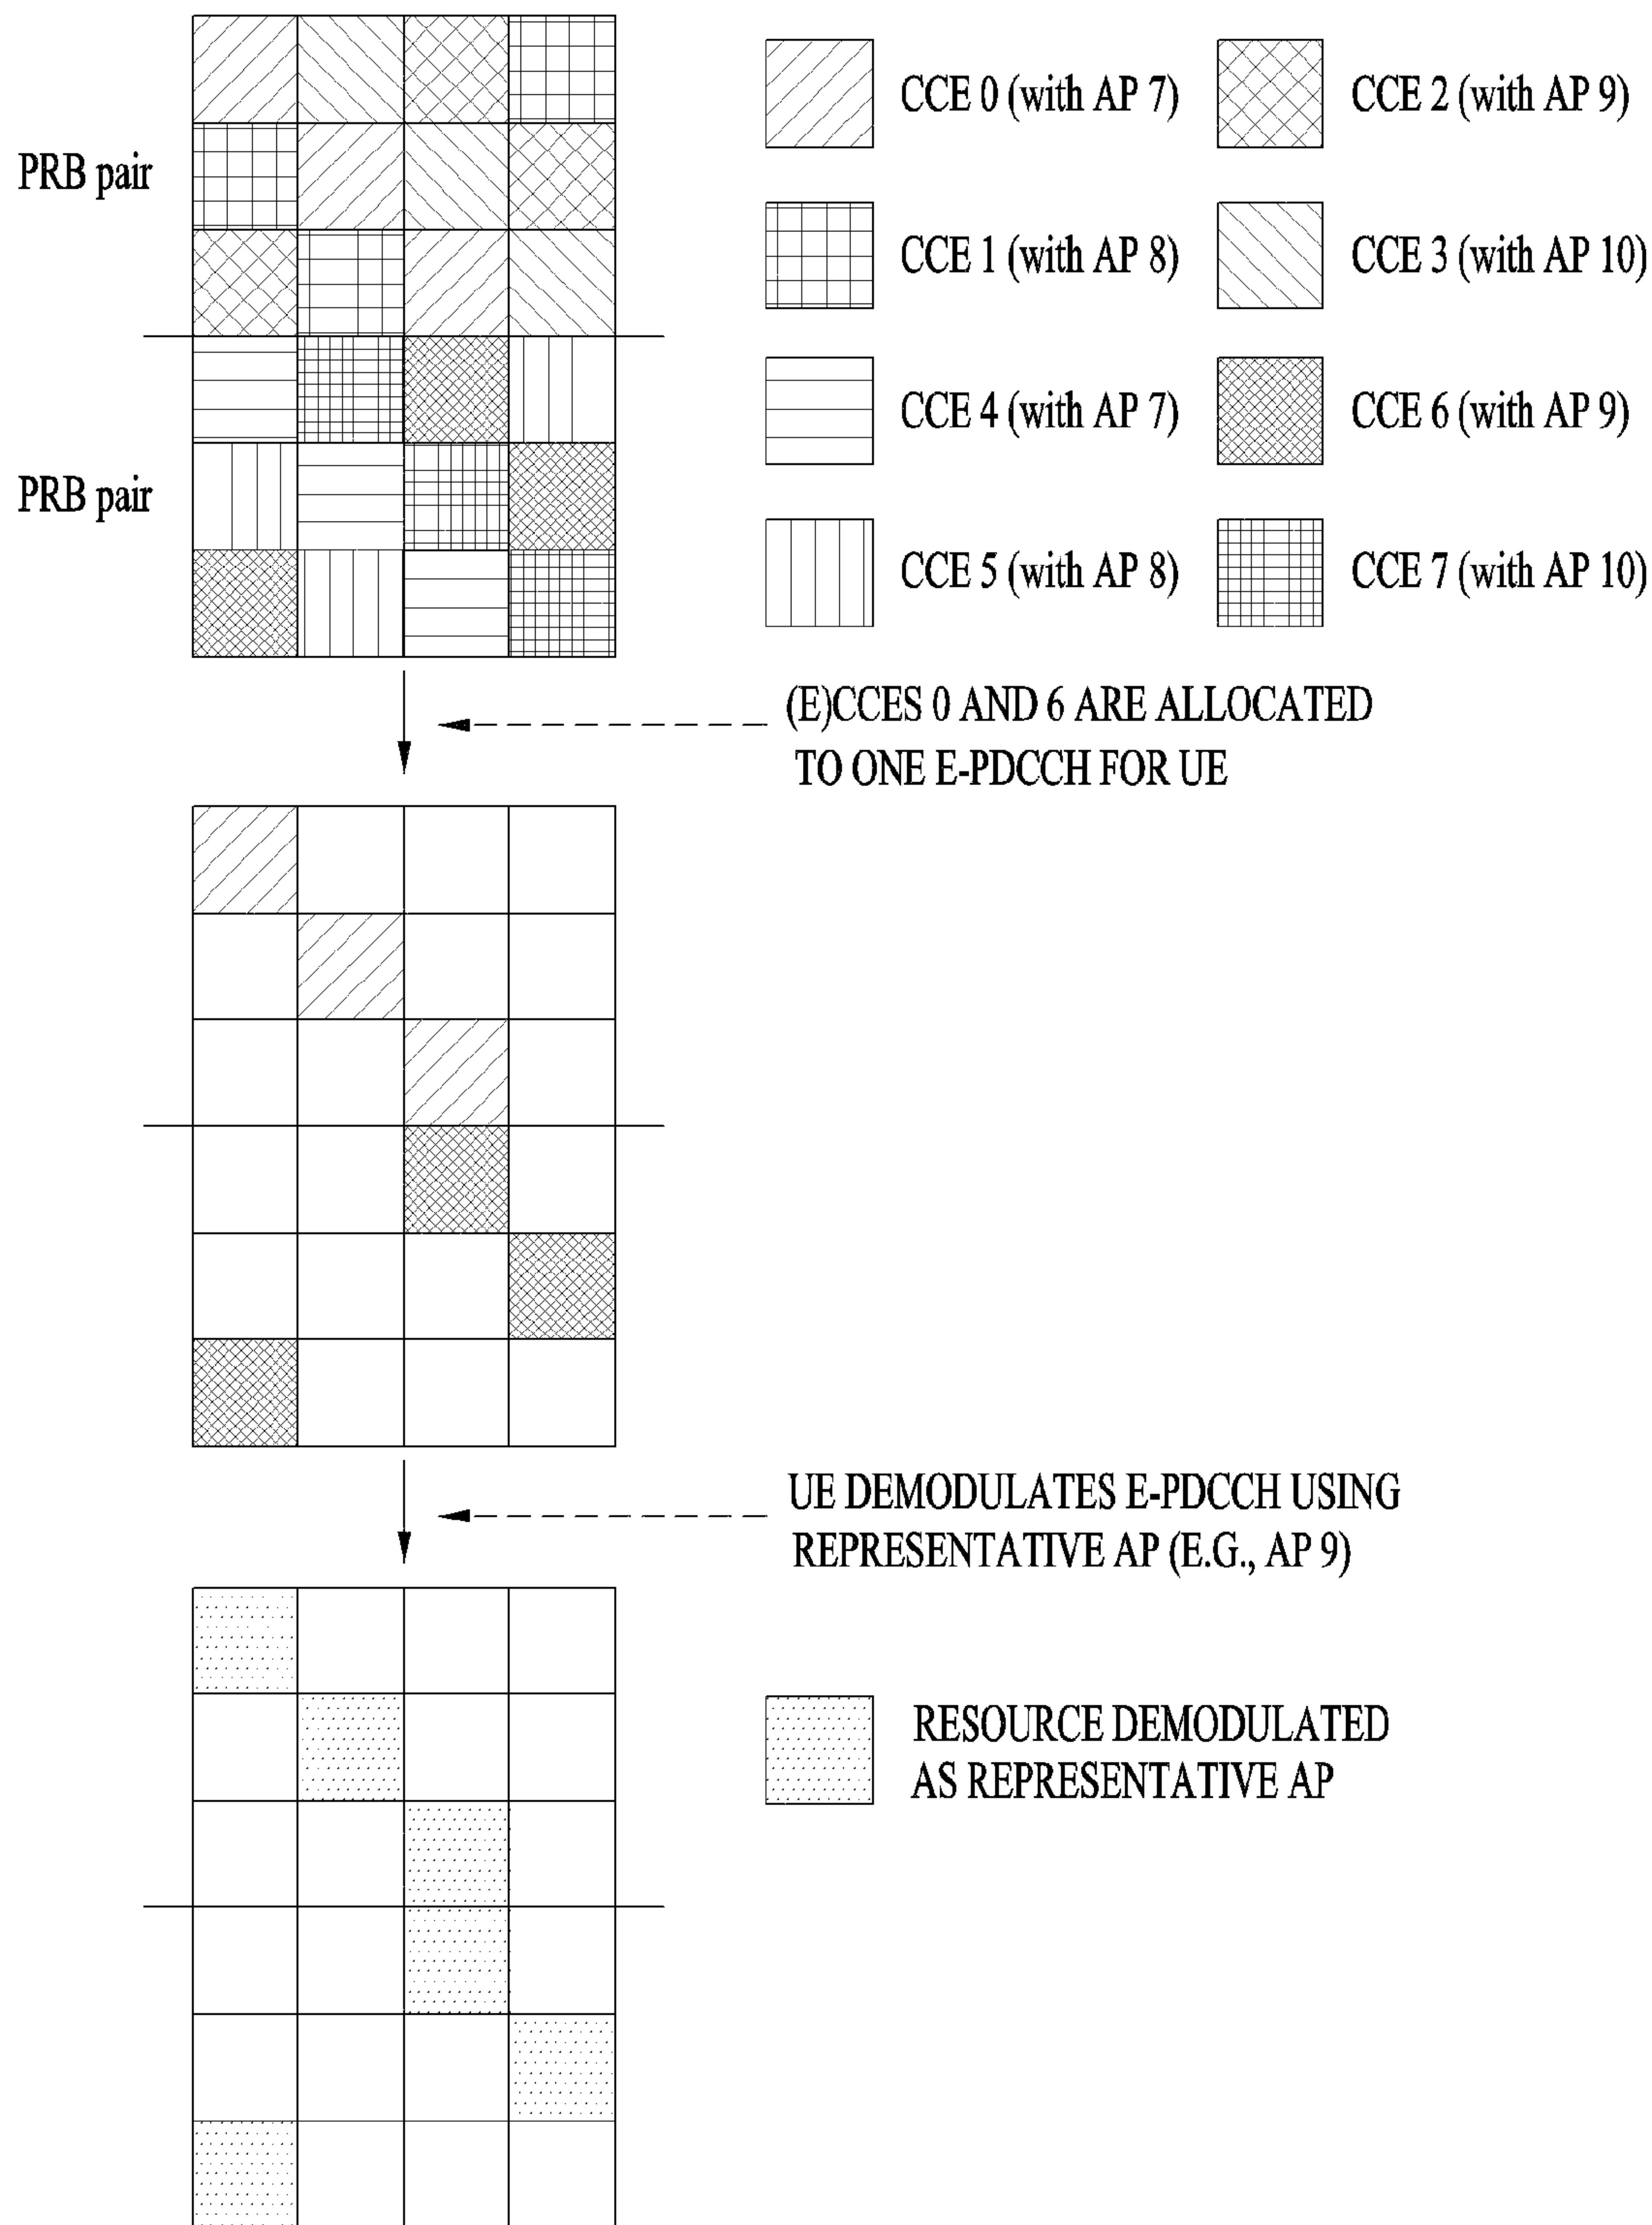 CCE 0 (with AP 7)
CCE 2 (with AP 9)
PRB pair
CCE 1 (with AP 8)
CCE 3 (with AP 10)
CCE 4 (with AP 7)
CCE 6 (with AP 9)
PRB pair
CCE 5 (with AP 8)
CCE 7 (with AP 10)
(E)CCES 0 AND 6 ARE ALLOCATED
TO ONE E-PDCCH FOR UE
UE DEMODULATES E-PDCCH USING
REPRESENTATIVE AP (E.G., AP 9)
RESOURCE DEMODULATED
AS REPRESENTATIVE AP